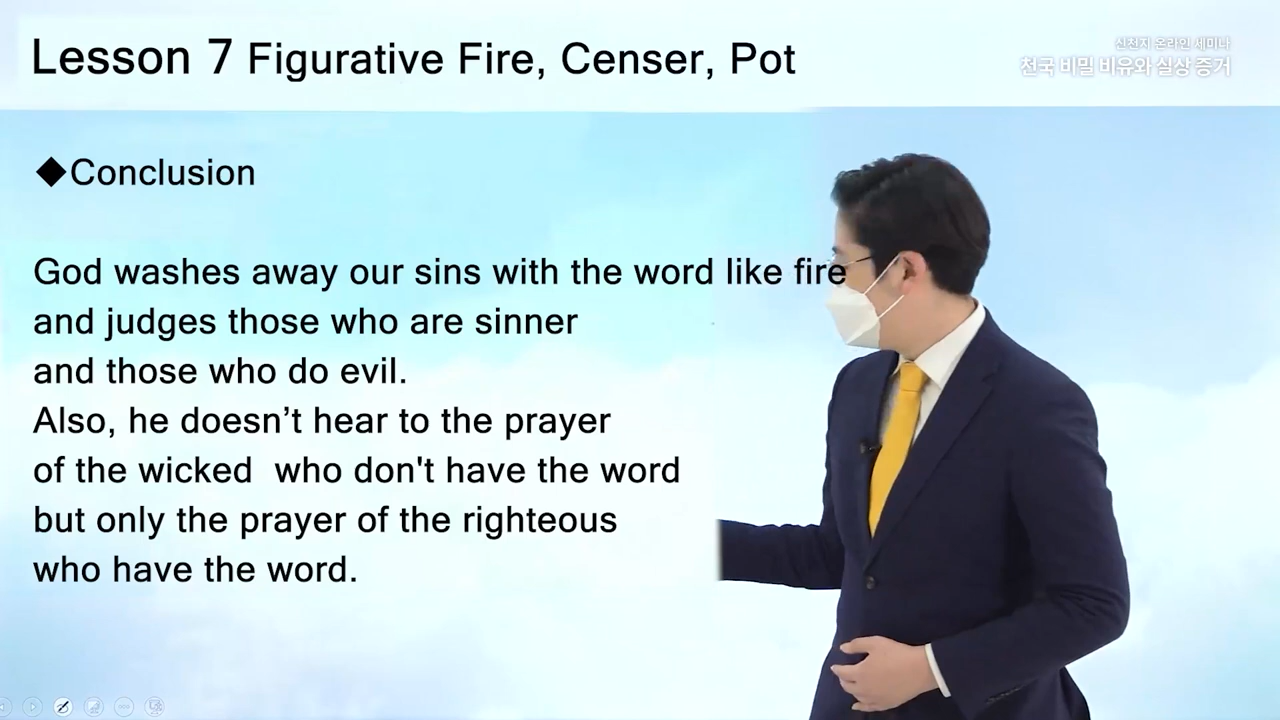 Lesson 7 Figurative Fire, Censer, Pot
신천지 온라인 세미나
천국 비밀 비유와 실상 증거
◆Conclusion
God washes away our sins with the word like fire
and judges those who are sinner
and those who do evil.
Also, he doesn’t hear to the prayer
of the wicked  who don't have the word
but only the prayer of the righteous
who have the word.